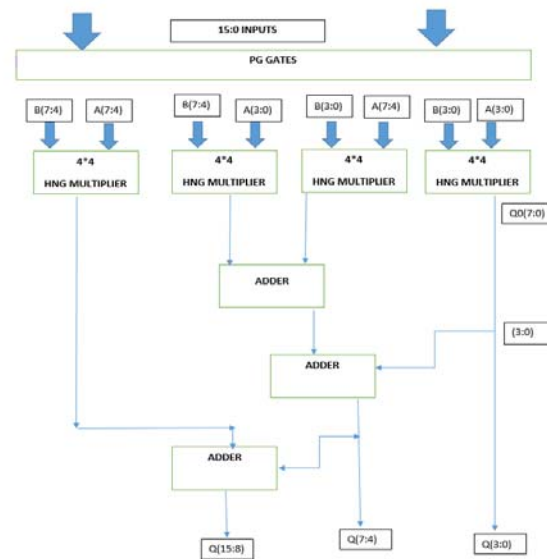 15:0 INPUTS
PG GATES
B(7:4) A(7:4) B(7:4) A(3:0) B(3:0) A(7:4) B(3:0) A(3:0)
4*4 4*4 4*4 4*4
HNG MULTIPLIER HNG MULTIPLIER HNG MULTIPLIER HNG MULTIPLIER
Q0(7:0)
ADDER
(3:0)
ADDER
ADDER
Q(15:8) Q(7:4) Q(3:0)